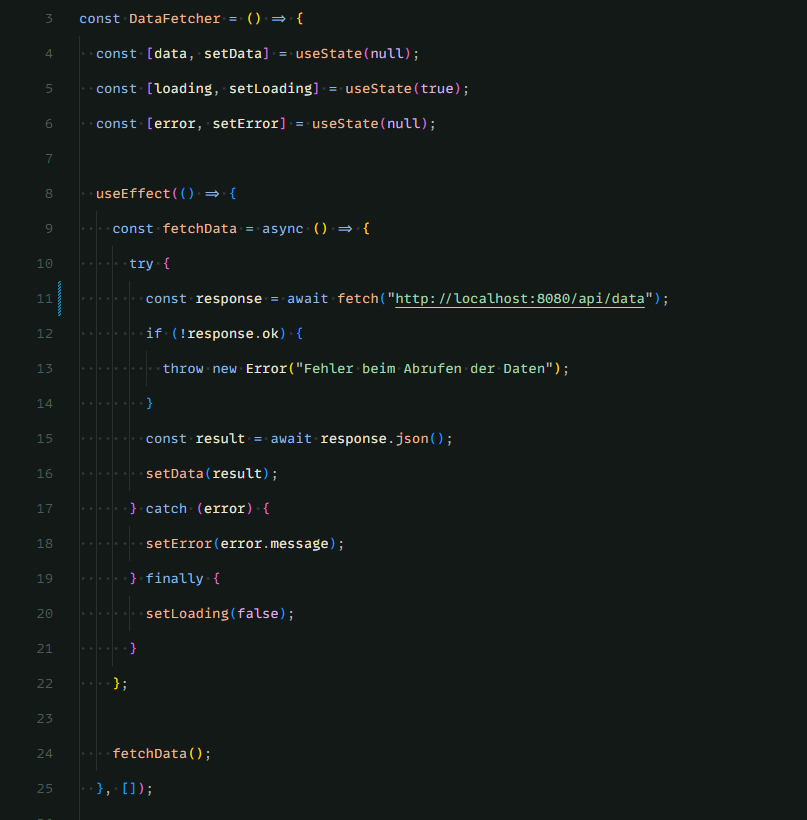 3 const DataFetcher = () => {
4 const [data, setData] = useState(null);
5 const [loading, setLoading] = useState(true);
6 const [error, setError] = useState(null);
7
8 useEffect(() => {
9 const fetchData = async () => {
10 try {
11 const response = await fetch("http://localhost:8080/api/data");
12 if (!response.ok) {
13 throw new Error("Fehler beim Abrufen der Daten");
14 }
15 const result = await response.json();
16 setData(result);
17 } catch (error) {
18 setError(error.message);
19 } finally {
20 setLoading(false);
21 }
22 };
23
24 fetchData();
25 }, []);